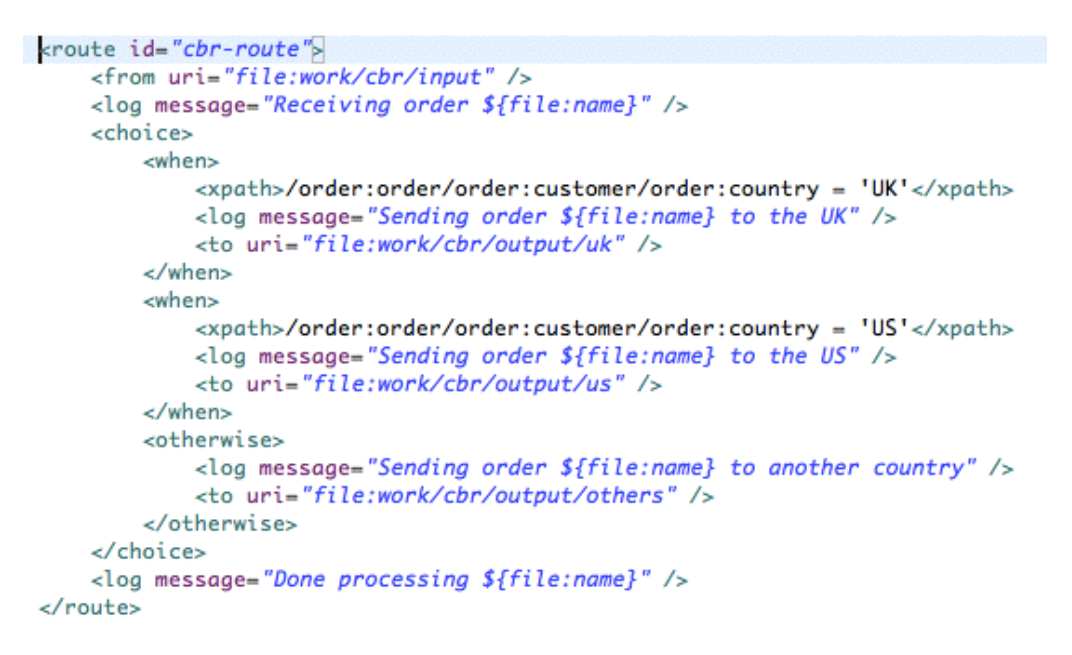 <route id="cbr-route">
    <from uri="file:work/cbr/input" />
    <log message="Receiving order ${file:name}" />
    <choice>
        <when>
            <xpath>/order:order/order:customer/order:country = 'UK'</xpath>
            <log message="Sending order ${file:name} to the UK" />
            <to uri="file:work/cbr/output/uk" />
        </when>
        <when>
            <xpath>/order:order/order:customer/order:country = 'US'</xpath>
            <log message="Sending order ${file:name} to the US" />
            <to uri="file:work/cbr/output/us" />
        </when>
        <otherwise>
            <log message="Sending order ${file:name} to another country" />
            <to uri="file:work/cbr/output/others" />
        </otherwise>
    </choice>
    <log message="Done processing ${file:name}" />
</route>